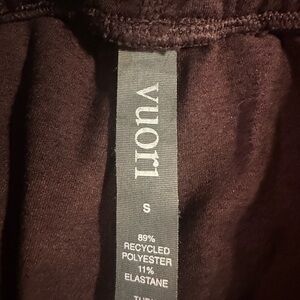 vuori
S
89%
RECYCLED
POLYESTER
11%
ELASTANE